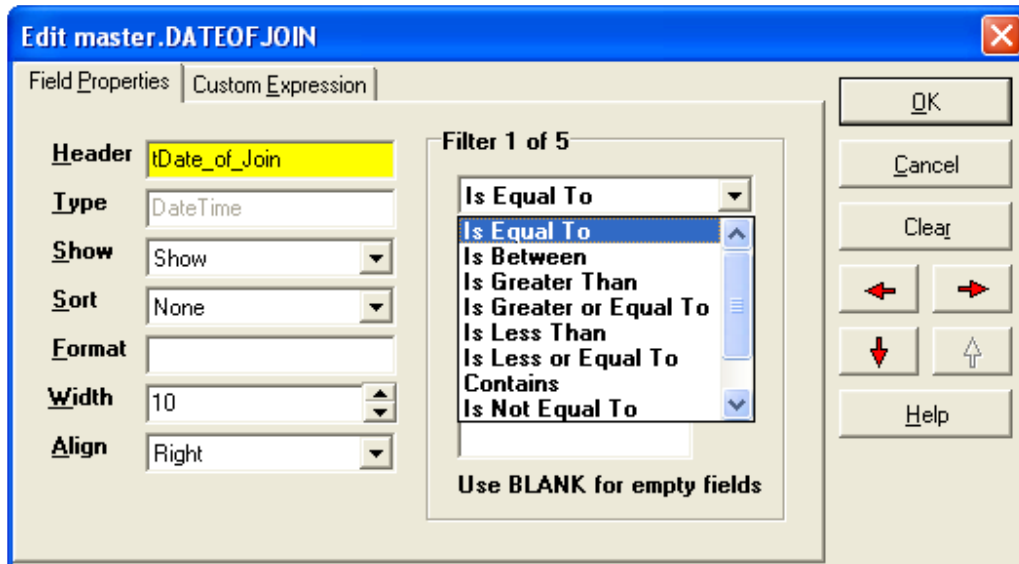 Edit master.DATEOFJOIN
Field Properties
Custom Expression
Header
tDate_of_Join
Type
DateTime
Show
Show
Sort
None
Format
Width
10
Align
Right
Filter 1 of 5
Is Equal To
Is Equal To
Is Between
Is Greater Than
Is Greater or Equal To
Is Less Than
Is Less or Equal To
Contains
Is Not Equal To
Use BLANK for empty fields
OK
Cancel
Clear
Help